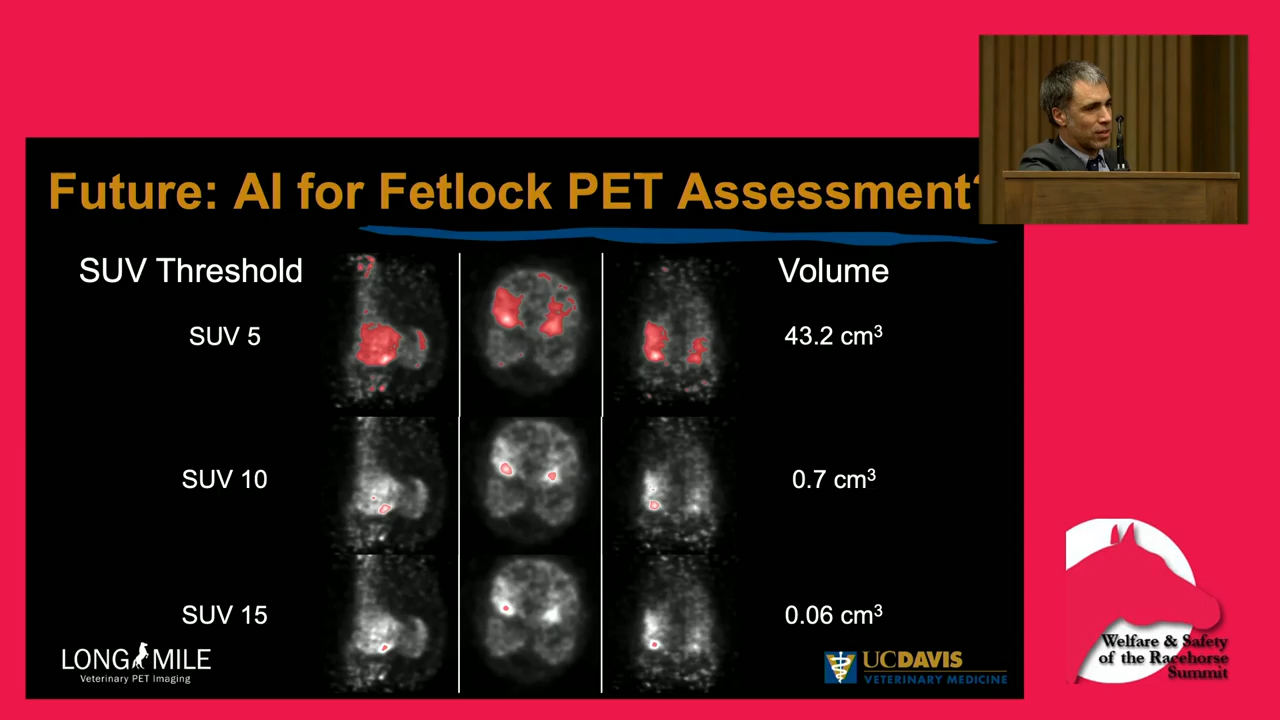 Future: AI for Fetlock PET Assessment?
SUV Threshold
Volume
SUV 5
43.2 cm³
SUV 10
0.7 cm³
SUV 15
0.06 cm³
LONG MILE
Veterinary PET Imaging
UCDAVIS
VETERINARY MEDICINE
Welfare & Safety
of the Racehorse
Summit